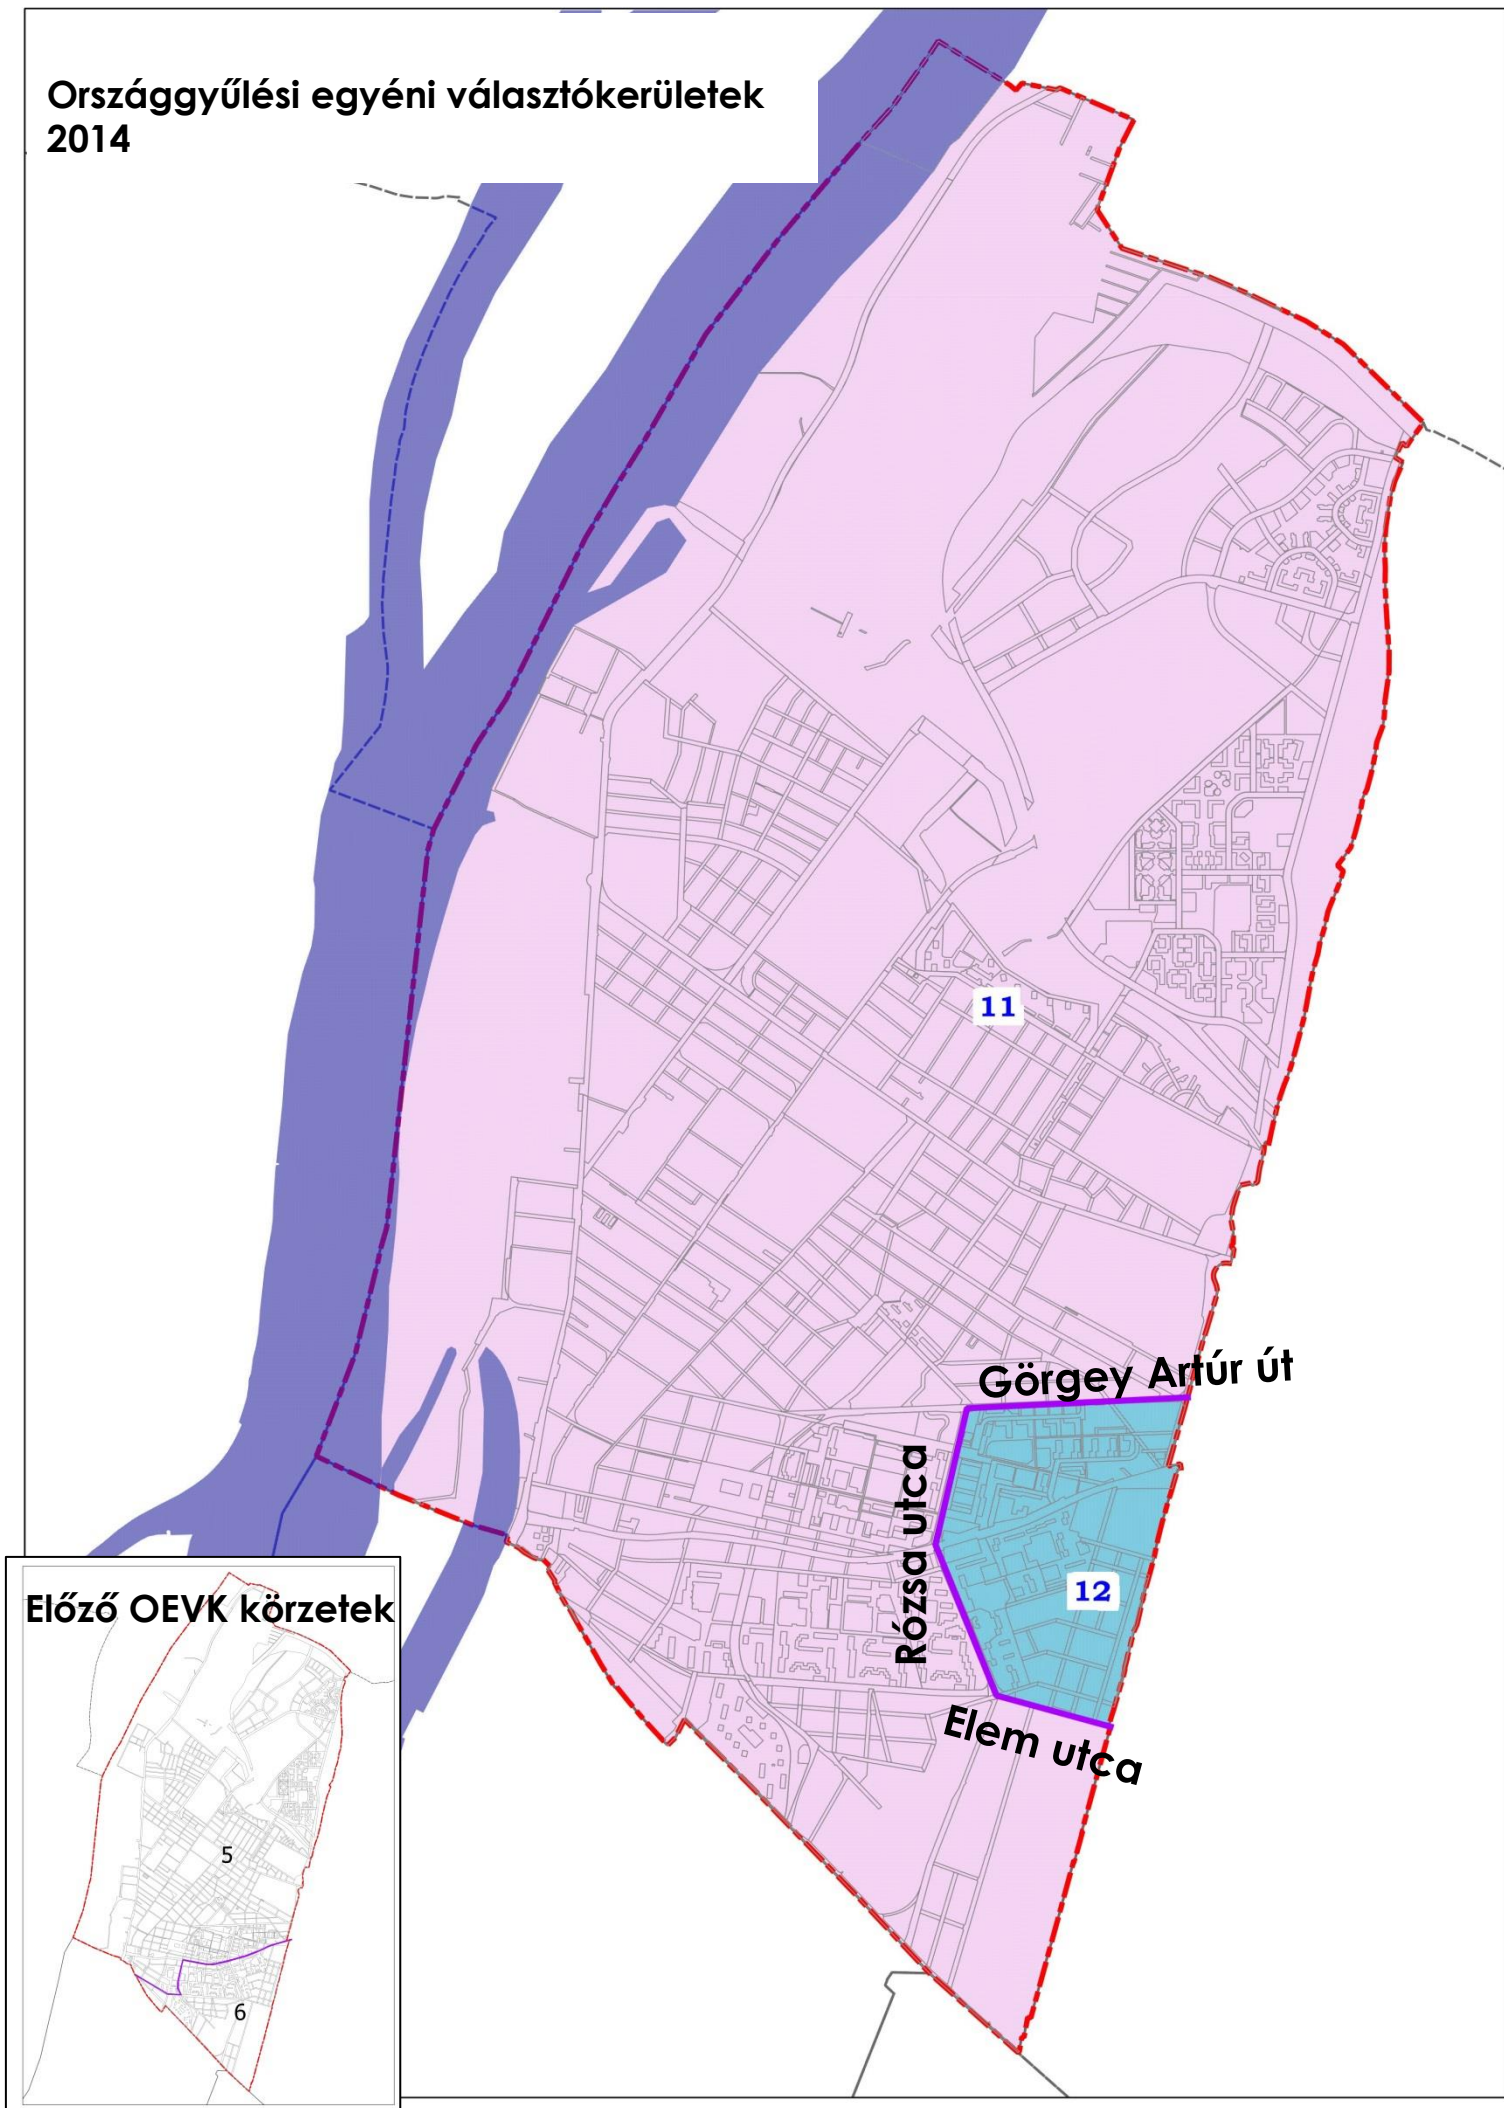 Országgyűlési egyéni választókerületek
2014
11
Görgey Artúr út
Rózsa utca
12
Elem utca
Előző OEVK körzetek
5
6